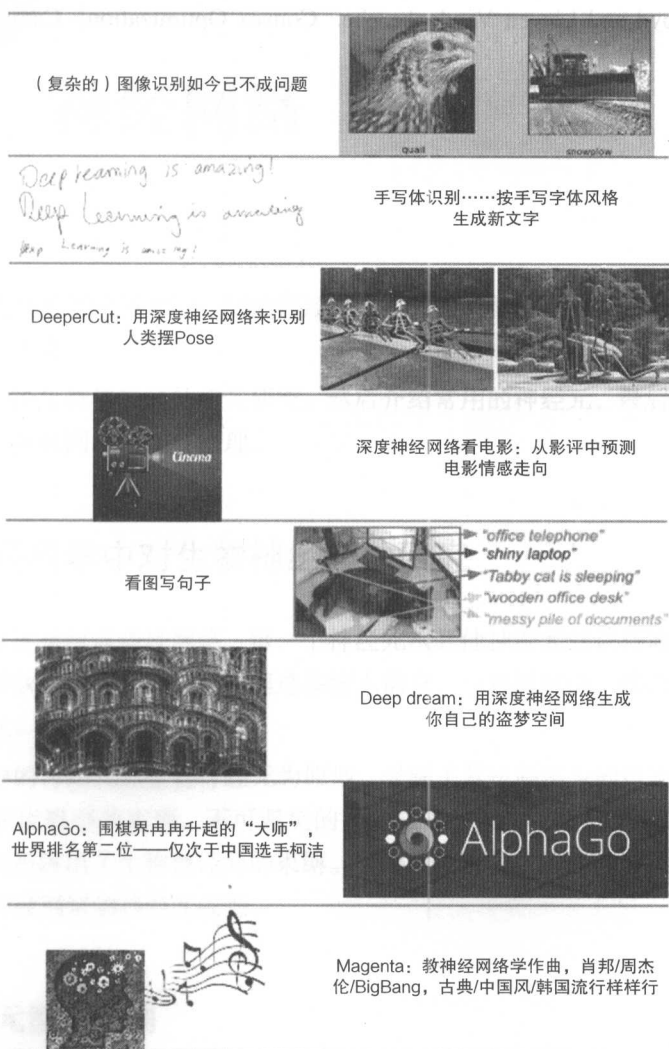 （复杂的）图像识别如今已不成问题
quail
snowplow
Deep Learning is amazing!
Deep Learning is amazing
Deep Learning is amazing!
手写体识别……按手写字体风格
生成新文字
DeeperCut：用深度神经网络来识别
人类摆Pose
Cinema
深度神经网络看电影：从影评中预测
电影情感走向
看图写句子
"office telephone"
"shiny laptop"
"Tabby cat is sleeping"
"wooden office desk"
"messy pile of documents"
Deep dream：用深度神经网络生成
你自己的盗梦空间
AlphaGo：围棋界冉冉升起的“大师”，
世界排名第二位——仅次于中国选手柯洁
AlphaGo
Magenta：教神经网络学作曲，肖邦/周杰
伦/BigBang，古典/中国风/韩国流行样样行